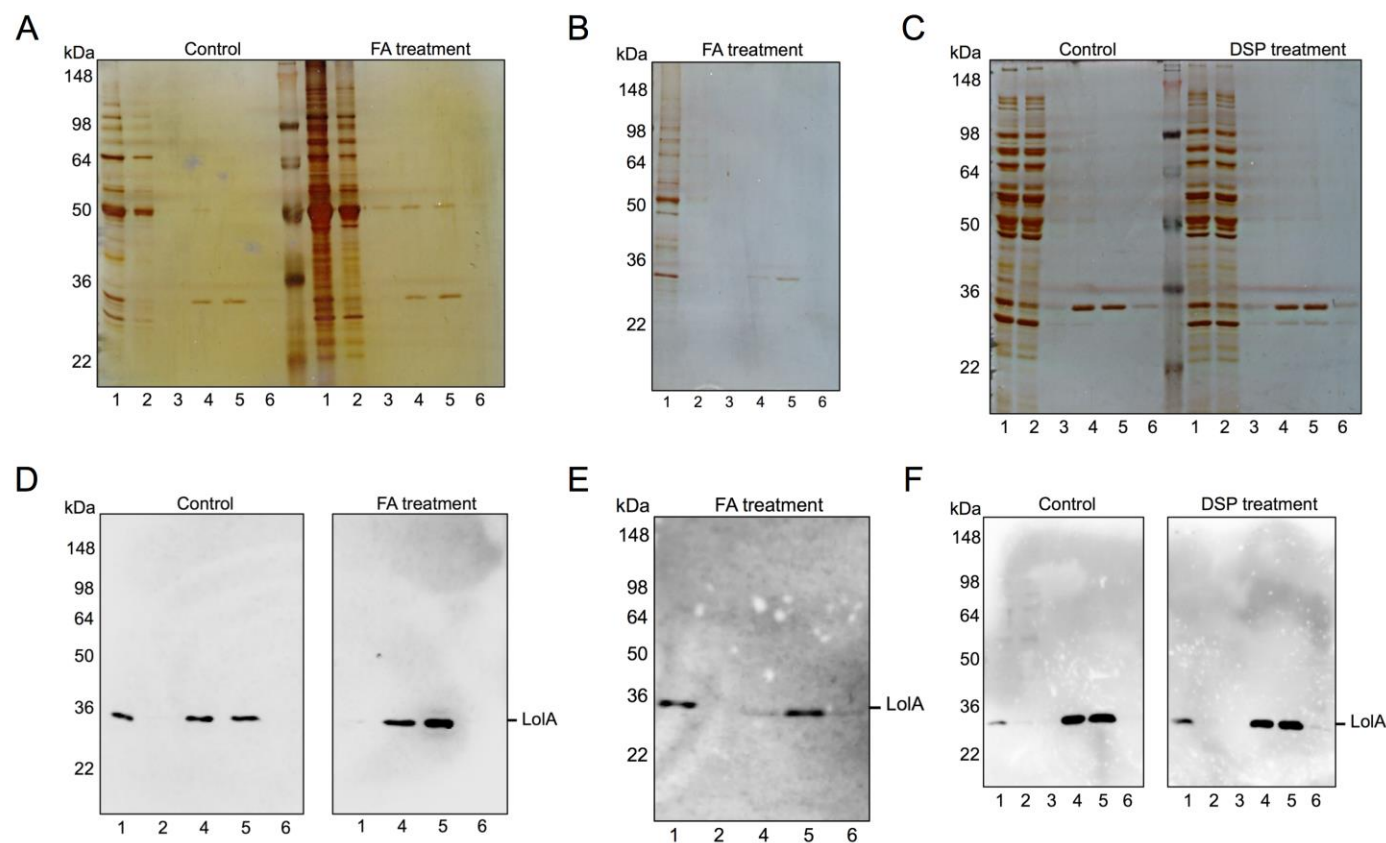 A
kDa
Control
FA treatment
148
98
64
50
36
22
1 2 3 4 5 6 1 2 3 4 5 6
B
FA treatment
kDa
148
98
64
50
36
22
1 2 3 4 5 6
C
kDa
Control
DSP treatment
148
98
64
50
36
22
1 2 3 4 5 6 1 2 3 4 5 6
D
kDa
Control
FA treatment
148
98
64
50
36
22
LolA
1 2 4 5 6 1 4 5 6
E
kDa
FA treatment
148
98
64
50
36
22
LolA
1 2 4 5 6
F
kDa
Control
DSP treatment
148
98
64
50
36
22
LolA
1 2 3 4 5 6 1 2 3 4 5 6